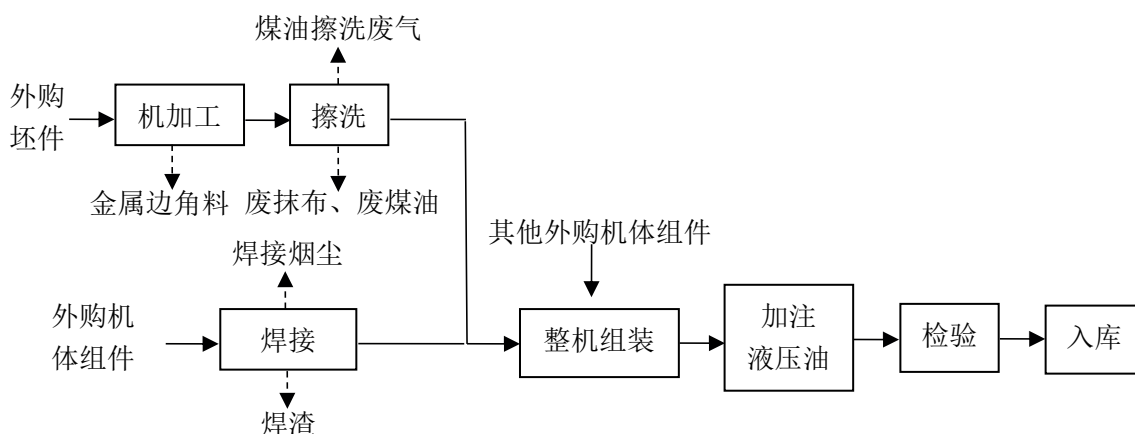 煤油擦洗废气
外购
坯件
机加工
擦洗
金属边角料
废抹布、废煤油
其他外购机体组件
焊接烟尘
外购机
体组件
焊接
整机组装
加注
液压油
检验
入库
焊渣